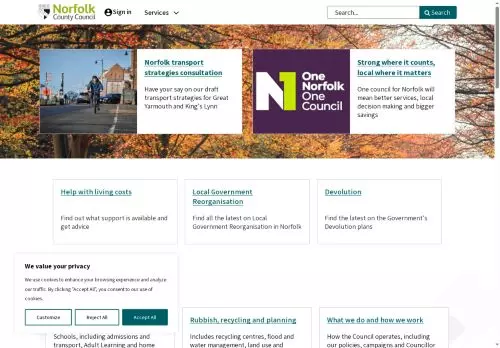 Norfolk
County Council
Sign in
Services
Search...
Search
Norfolk transport
strategies consultation
Have your say on our draft
transport strategies for Great
Yarmouth and King's Lynn
One
Norfolk
One
Council
Strong where it counts,
local where it matters
One council for Norfolk will
mean better services, local
decision making and bigger
savings
Help with living costs
Find out what support is available and
get advice
Local Government
Reorganisation
Find all the latest on Local
Government Reorganisation in Norfolk
Devolution
Find the latest on the Government's
Devolution plans
We value your privacy
We use cookies to enhance your browsing experience and analyze
our traffic. By clicking "Accept All", you consent to our use of
cookies.
Customize
Reject All
Accept All
Schools, including admissions and
transport, Adult Learning and home
Rubbish, recycling and planning
Includes recycling centres, flood and
water management, land use and
What we do and how we work
How the Council operates, including
our policies, campaigns and Councillor